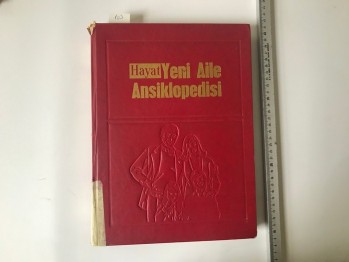 Hayat Yeni Aile
Ansiklopedisi